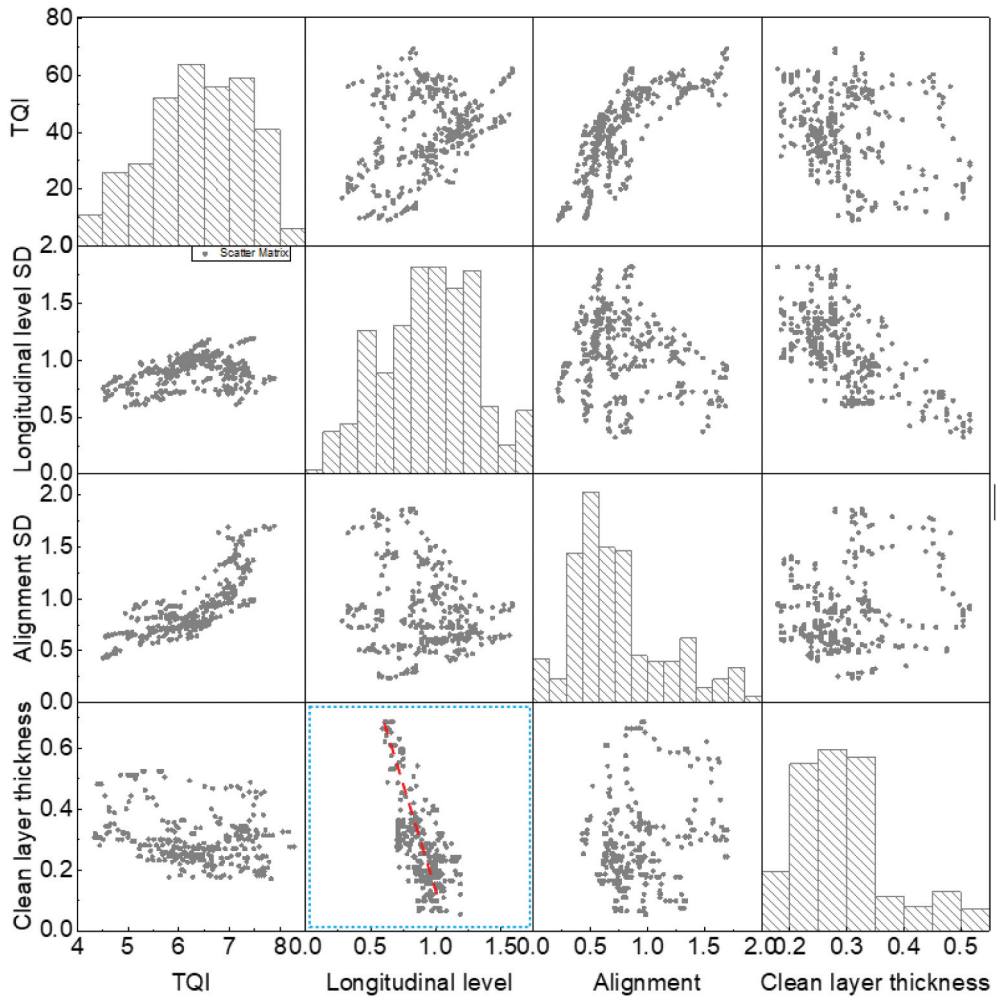 80
60
40
20
2.0
TQI
Scatter Matrix
1.5
1.0
0.5
0.0
Longitudinal level SD
2.0
1.5
1.0
0.5
0.0
Alignment SD
0.6
0.4
0.2
0.0
Clean layer thickness
4 5 6 7 8 0.0 0.5 1.0 1.5 0.0 0.5 1.0 1.5 2.0 0.2 0.3 0.4 0.5
TQI Longitudinal level Alignment Clean layer thickness